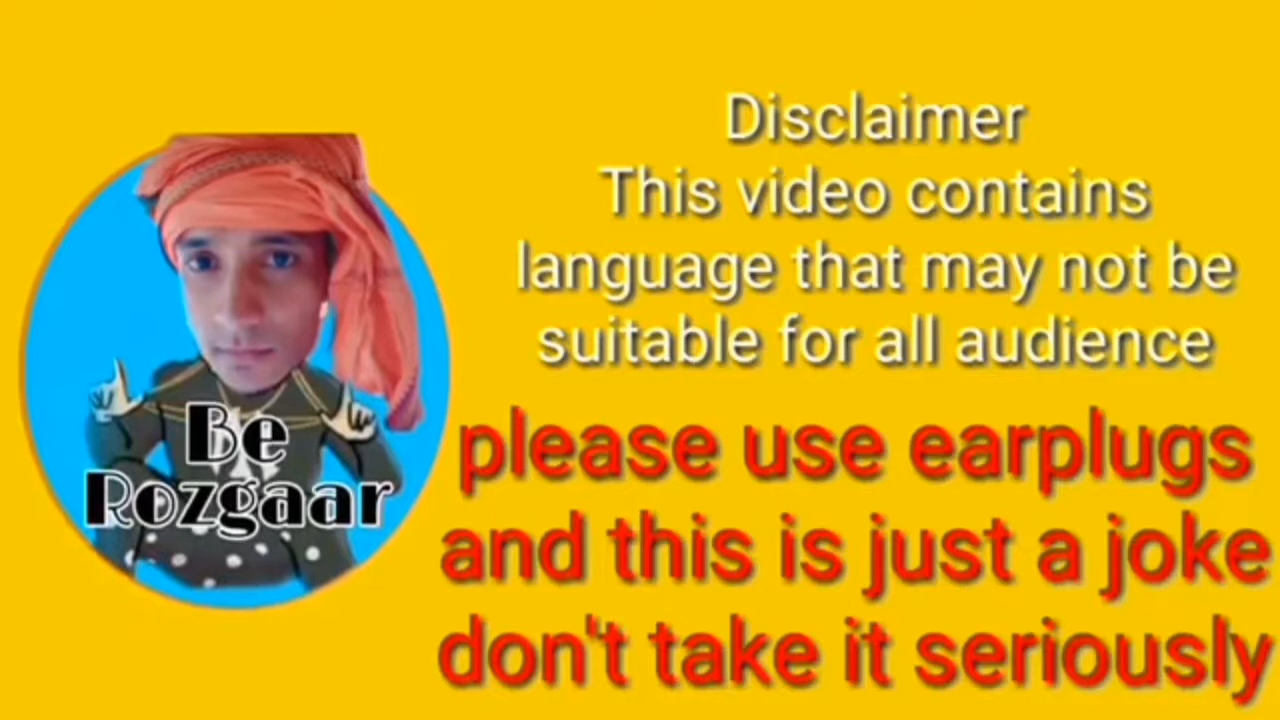 Disclaimer
This video contains
language that may not be
suitable for all audience
please use earplugs
and this is just a joke
don't take it seriously
Be
Rozgaar